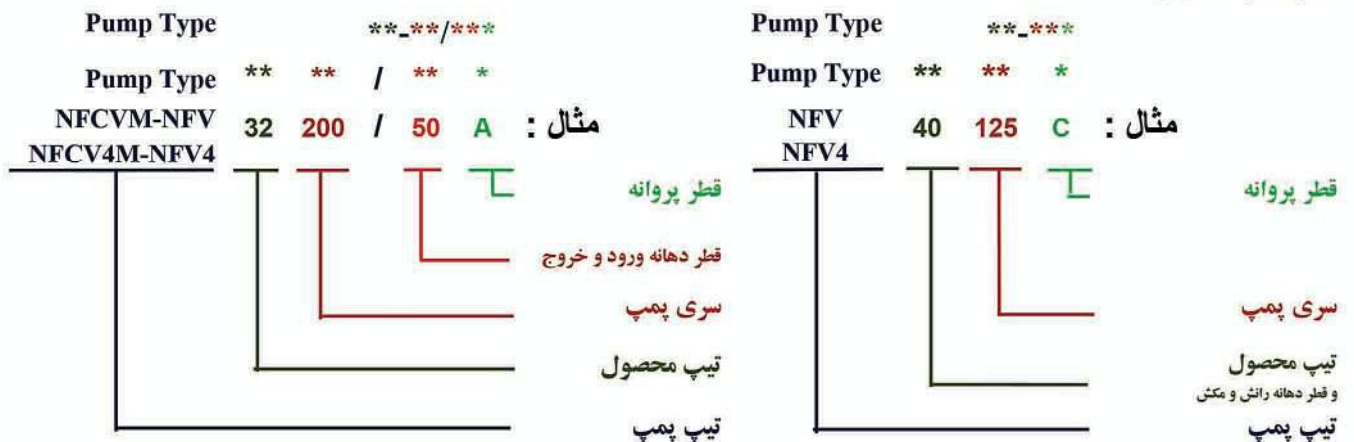 Pump Type **-**/***
Pump Type ** ** / ** *
NFCVM-NFV
NFCV4M-NFV4
32 200 / 50 A مثال :
قطر پروانه
قطر دهانه ورود و خروج
سری پمپ
تیپ محصول
تیپ پمپ
Pump Type **-***
Pump Type ** ** *
NFV
NFV4
40 125 C مثال :
قطر پروانه
سری پمپ
تیپ محصول
و قطر دهانه رانش و مکش
تیپ پمپ